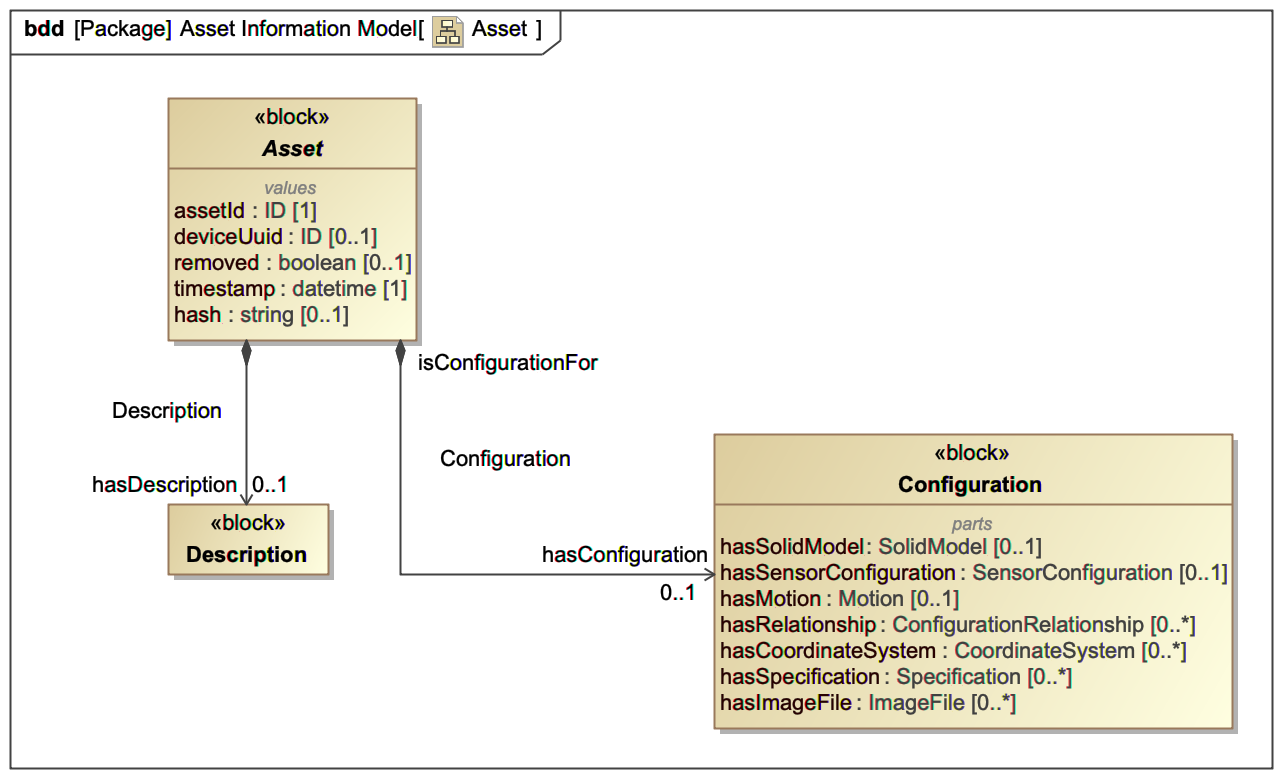 bdd [Package] Asset Information Model[ Asset ]
«block»
Asset
values
assetId : ID [1]
deviceUuid : ID [0..1]
removed : boolean [0..1]
timestamp : datetime [1]
hash : string [0..1]
isConfigurationFor
Description
Configuration
hasDescription 0..1
«block»
Description
hasConfiguration
0..1
«block»
Configuration
parts
hasSolidModel : SolidModel [0..1]
hasSensorConfiguration : SensorConfiguration [0..1]
hasMotion : Motion [0..1]
hasRelationship : ConfigurationRelationship [0..*]
hasCoordinateSystem : CoordinateSystem [0..*]
hasSpecification : Specification [0..*]
hasImageFile : ImageFile [0..*]